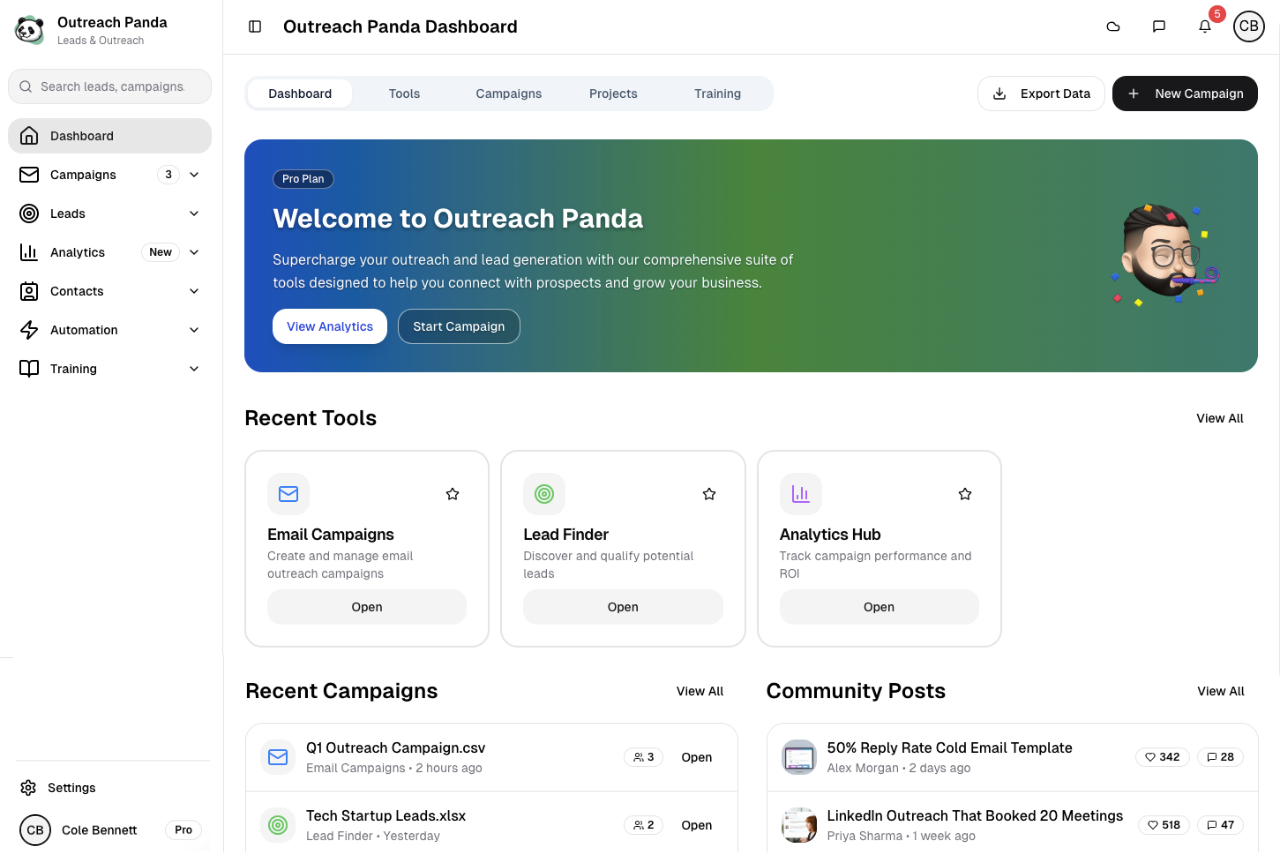 Outreach Panda
Leads & Outreach
Search leads, campaigns.
Dashboard
Campaigns
3
Leads
Analytics
New
Contacts
Automation
Training
Settings
CB
Cole Bennett
Pro
Outreach Panda Dashboard
5
CB
Dashboard
Tools
Campaigns
Projects
Training
Export Data
New Campaign
Pro Plan
Welcome to Outreach Panda
Supercharge your outreach and lead generation with our comprehensive suite of
tools designed to help you connect with prospects and grow your business.
View Analytics
Start Campaign
Recent Tools
View All
Email Campaigns
Create and manage email
outreach campaigns
Open
Lead Finder
Discover and qualify potential
leads
Open
Analytics Hub
Track campaign performance and
ROI
Open
Recent Campaigns
View All
Q1 Outreach Campaign.csv
Email Campaigns • 2 hours ago
3
Open
Tech Startup Leads.xlsx
Lead Finder • Yesterday
2
Open
Community Posts
View All
50% Reply Rate Cold Email Template
Alex Morgan • 2 days ago
342
28
LinkedIn Outreach That Booked 20 Meetings
Priya Sharma • 1 week ago
518
47